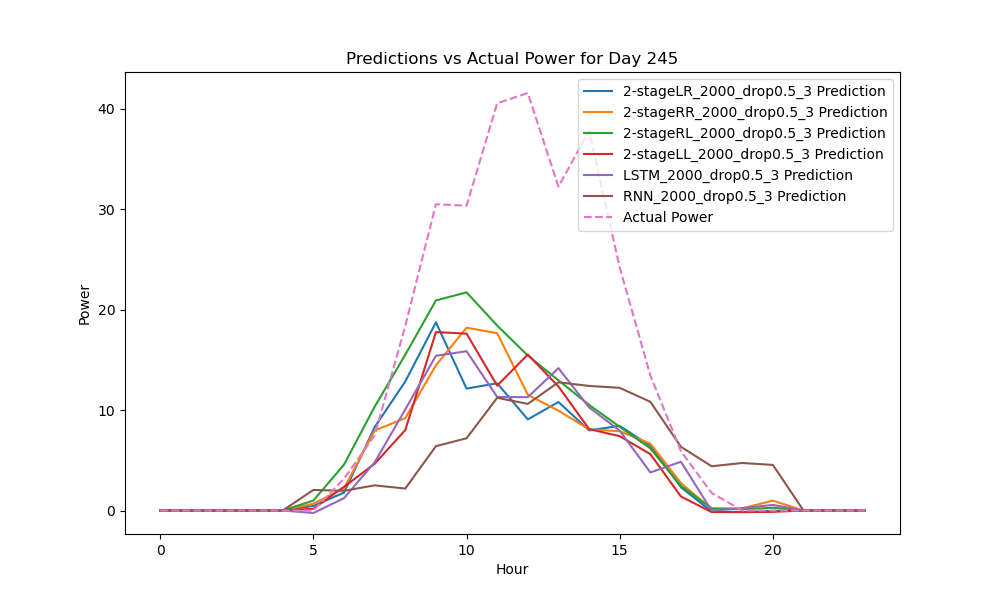 Predictions vs Actual Power for Day 245
2-stageLR_2000_drop0.5_3 Prediction
2-stageRR_2000_drop0.5_3 Prediction
2-stageRL_2000_drop0.5_3 Prediction
2-stageLL_2000_drop0.5_3 Prediction
LSTM_2000_drop0.5_3 Prediction
RNN_2000_drop0.5_3 Prediction
Actual Power
40
30
20
10
0
Power
0 5 10 15 20
Hour